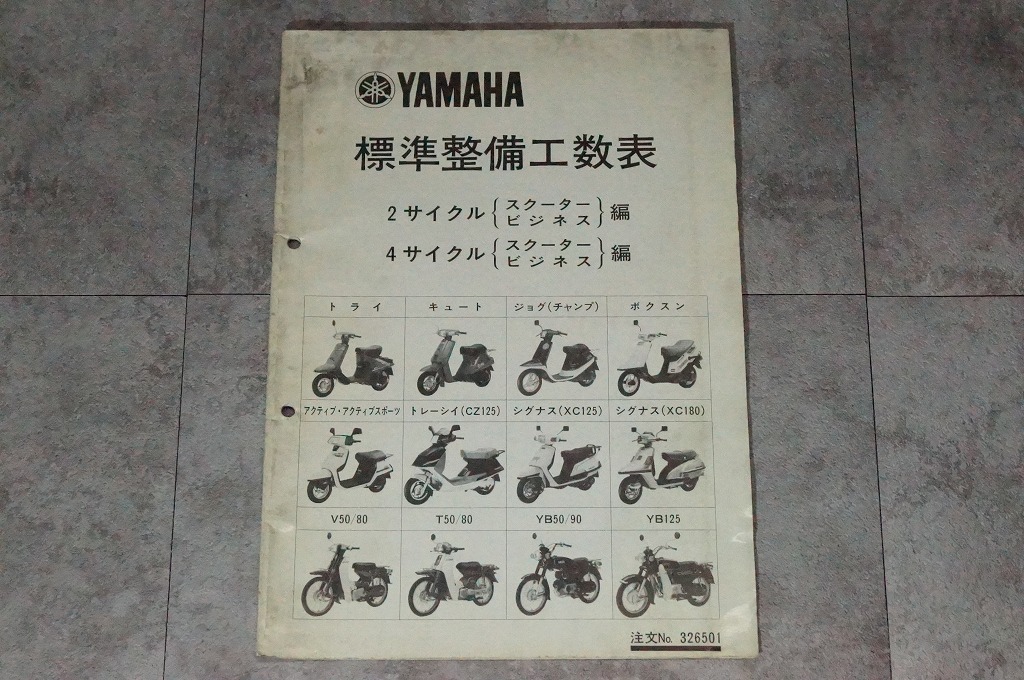 YAMAHA
標準整備工数表
2サイクル{スクーター ビジネス}編
4サイクル{スクーター ビジネス}編
トライ キュート ジョグ(チャンプ) ボクスン
アクティブ・アクティブスポーツ トレーシイ(CZ125) シグナス(XC125) シグナス(XC180)
V50/80 T50/80 YB50/90 YB125
注文No. 326501